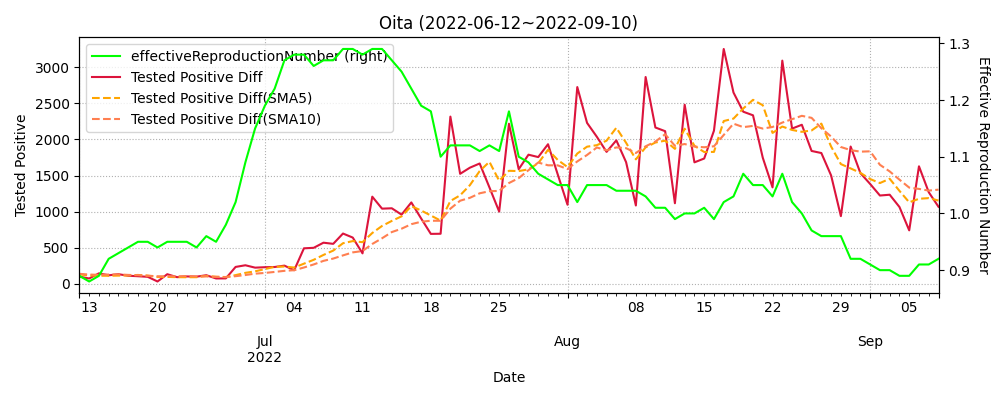 Oita (2022-06-12~2022-09-10)
effectiveReproductionNumber (right)
Tested Positive Diff
Tested Positive Diff(SMA5)
Tested Positive Diff(SMA10)
Tested Positive
3000
2500
2000
1500
1000
500
0
1.3
1.2
1.1
1.0
0.9
Effective Reproduction Number
13 20 27 04 11 18 25 08 15 22 29 05
Jul Aug Sep
2022
Date